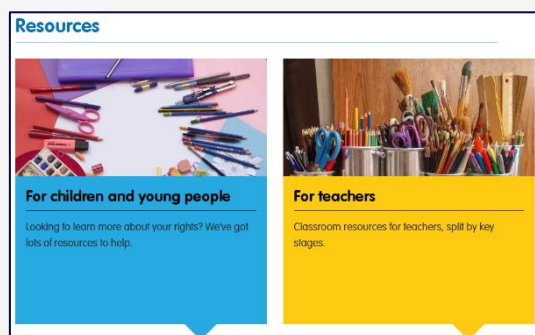 Resources
For children and young people
Looking to learn more about your rights? We've got
lots of resources to help.
For teachers
Classroom resources for teachers, split by key
stages.